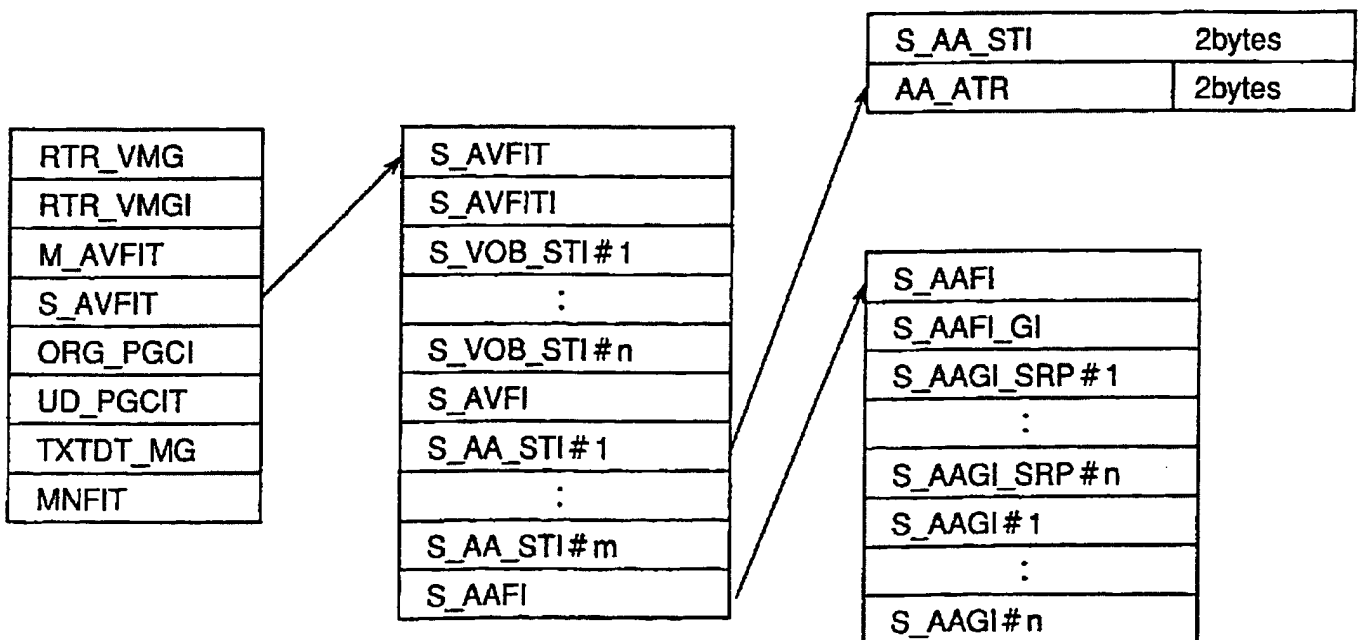 RTR_VMG
RTR_VMGI
M_AVFIT
S_AVFIT
ORG_PGCI
UD_PGCIT
TXTDT_MG
MNFIT
S_AVFIT
S_AVFITI
S_VOB_STI#1
:
S_VOB_STI#n
S_AVFI
S_AA_STI#1
:
S_AA_STI#m
S_AAFI
S_AA_STI 2bytes
AA_ATR 2bytes
S_AAFI
S_AAFI_GI
S_AAGI_SRP#1
:
S_AAGI_SRP#n
S_AAGI#1
:
S_AAGI#n